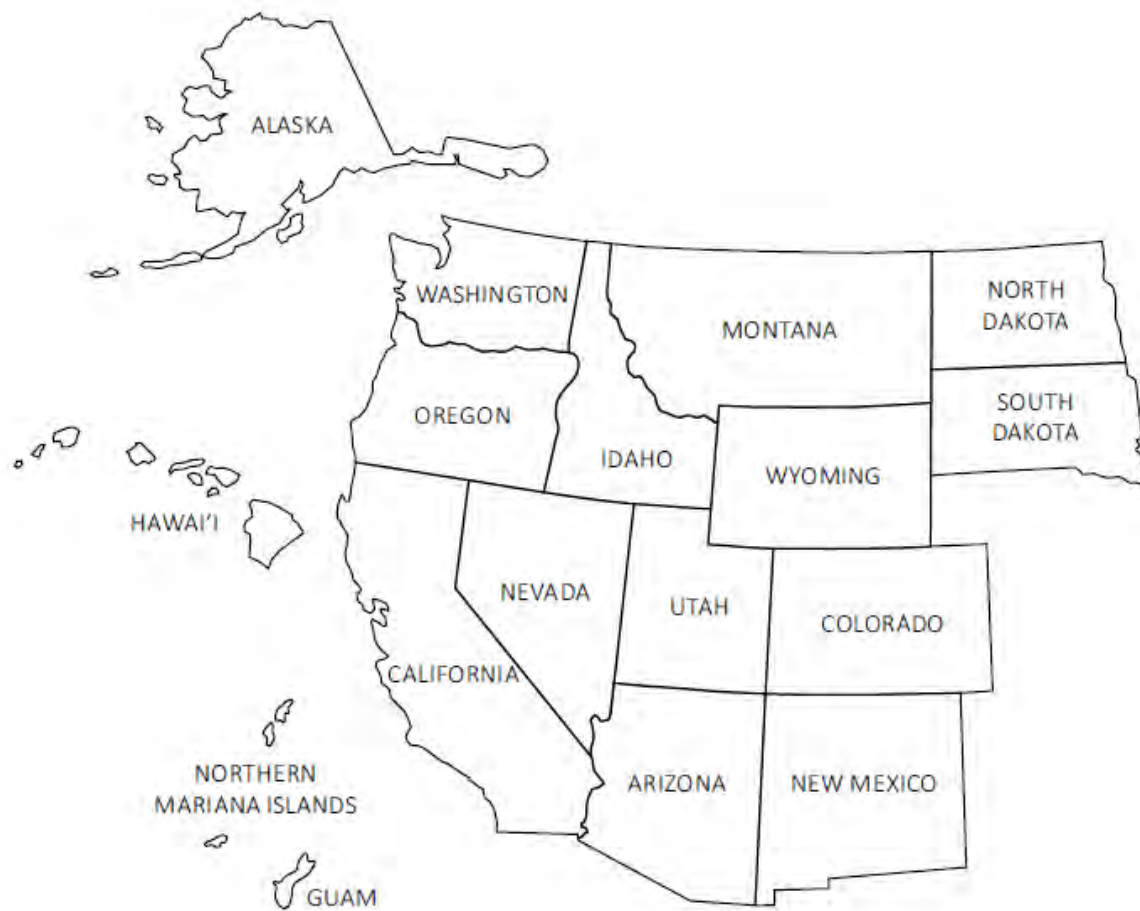 ALASKA
WASHINGTON
MONTANA
NORTH
DAKOTA
OREGON
IDAHO
WYOMING
SOUTH
DAKOTA
HAWAI'I
NEVADA
UTAH
COLORADO
CALIFORNIA
NORTHERN
MARIANA ISLANDS
ARIZONA
NEW MEXICO
GUAM